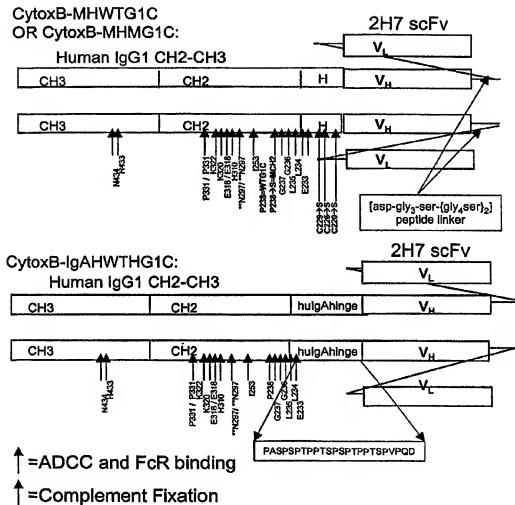 CytoxB-MHWTG1C
OR CytoxB-MHMG1C:
2H7 scFv
Human IgG1 CH2-CH3
VL
CH3 CH2 H VH
CH3 CH2 H VH
VL
N434
H433
P331 / P331
K322
K320
E318 / E318
H310
**N297/ **N297
I253
P238=WTG1C
P238->S=MCH2
G237
G236
L235
L234
E233
C229->S
C226->S
C220->S
[asp-gly3-ser-(gly4ser)2]
peptide linker
CytoxB-IgAHWTHG1C:
2H7 scFv
Human IgG1 CH2-CH3
VL
CH3 CH2 huIgAhinge VH
CH3 CH2 huIgAhinge VH
VL
N434
H433
P331 / P331
K322
K320
E318 / E318
H310
**N297/ **N297
I253
P238
G237
G236
L235
L234
E233
PASPSPTPPTSPSPTPPTSPVPQD
=ADCC and FcR binding
=Complement Fixation